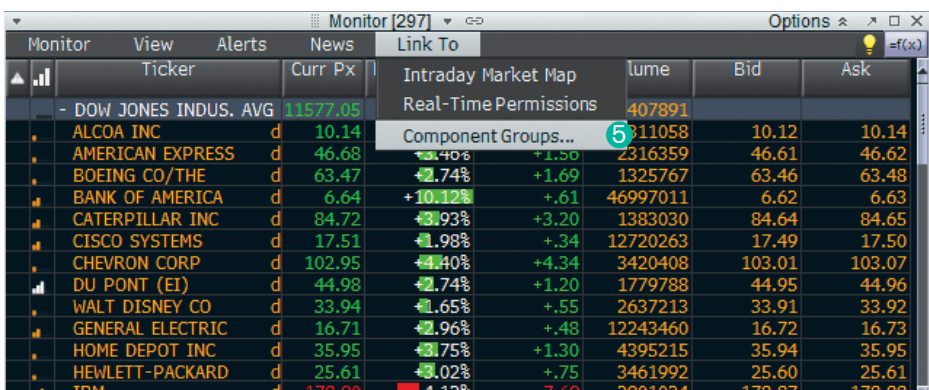 Monitor [297] Options
Monitor View Alerts News Link To =f(x)
Ticker Curr Px lume Bid Ask
Intraday Market Map
Real-Time Permissions
Component Groups... 5
- DOW JONES INDUS. AVG 11577.05 407891
ALCOA INC d 10.14 311058 10.12 10.14
AMERICAN EXPRESS d 46.68 +3.46% +1.56 2316359 46.61 46.62
BOEING CO/THE d 63.47 +2.74% +1.69 1325767 63.46 63.48
BANK OF AMERICA d 6.64 +10.12% +.61 46997011 6.62 6.63
CATERPILLAR INC d 84.72 +3.93% +3.20 1383030 84.64 84.65
CISCO SYSTEMS d 17.51 +1.98% +.34 12720263 17.49 17.50
CHEVRON CORP d 102.95 +4.40% +4.34 3420408 103.01 103.07
DU PONT (EI) d 44.98 +2.74% +1.20 1779788 44.95 44.96
WALT DISNEY CO d 33.94 +1.65% +.55 2637213 33.91 33.92
GENERAL ELECTRIC d 16.71 +2.96% +.48 12243460 16.72 16.73
HOME DEPOT INC d 35.95 +3.75% +1.30 4395215 35.94 35.95
HEWLETT-PACKARD d 25.61 +3.02% +.75 3461992 25.60 25.61